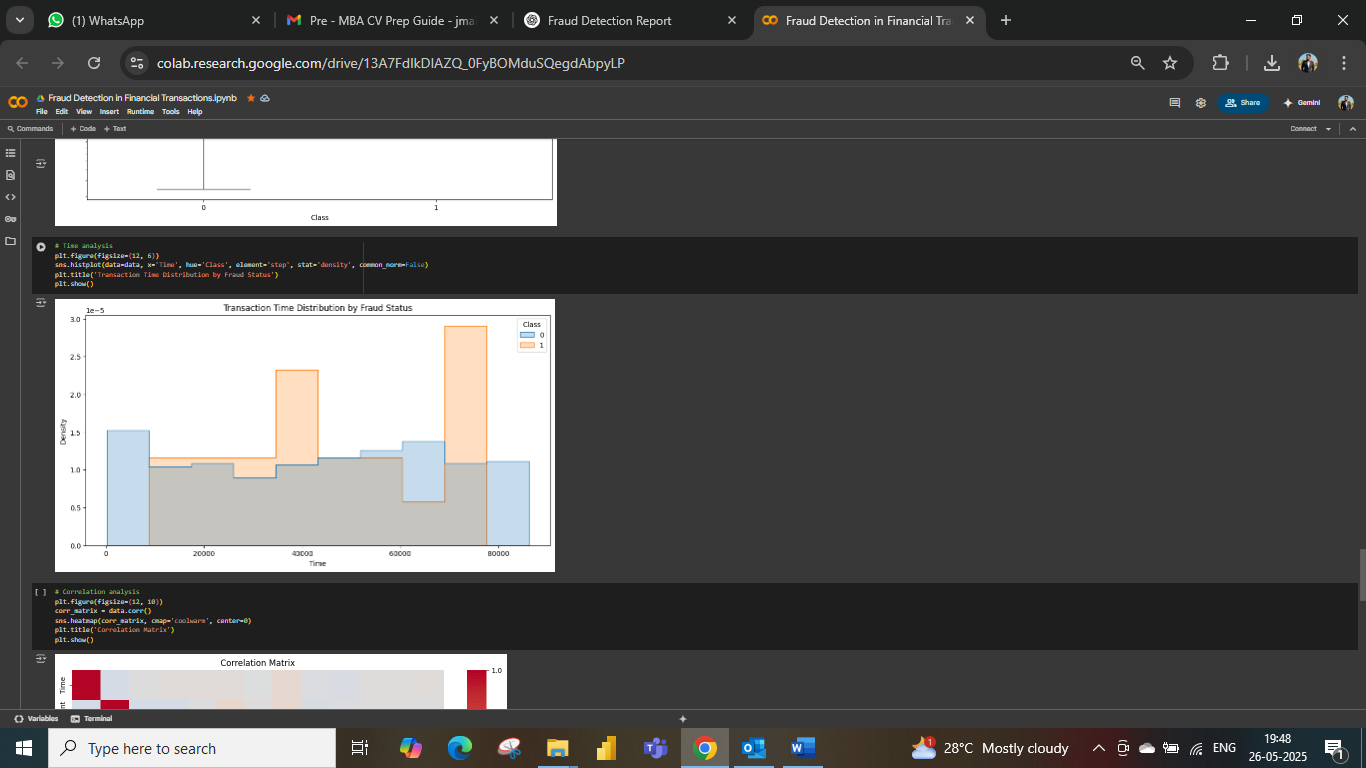 (1) WhatsApp
Pre - MBA CV Prep Guide - jma
Fraud Detection Report
Fraud Detection in Financial Tra
colab.research.google.com/drive/13A7FdlkDIAZQ_0FyBOMduSQegdAbpyLP
Fraud Detection in Financial Transactions.ipynb
File Edit View Insert Runtime Tools Help
Share
Gemini
Commands + Code + Text
Connect
0 1
Class
# Time analysis
plt.figure(figsize=(12, 6))
sns.histplot(data=data, x='Time', hue='Class', element='step', stat='density', common_norm=False)
plt.title('Transaction Time Distribution by Fraud Status')
plt.show()
Transaction Time Distribution by Fraud Status
1e−5
3.0
2.5
2.0
1.5
1.0
0.5
0.0
Density
Class
0
1
0 20000 40000 60000 80000
Time
[ ]
# Correlation analysis
plt.figure(figsize=(12, 10))
corr_matrix = data.corr()
sns.heatmap(corr_matrix, cmap='coolwarm', center=0)
plt.title('Correlation Matrix')
plt.show()
Correlation Matrix
Time
nt
1.0
Variables Terminal
Type here to search
1
28°C Mostly cloudy
ENG
19:48
26-05-2025
1